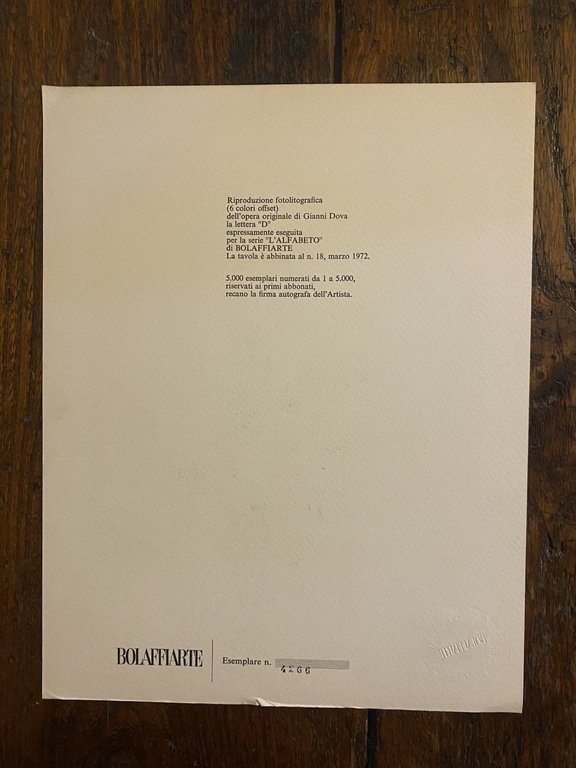 Riproduzione fotolitografica
(6 colori offset)
dell'opera originale di Gianni Dova
la lettera "D"
espressamente eseguita
per la serie "L'ALFABETO"
di BOLAFFIARTE
La tavola è abbinata al n. 18, marzo 1972.
5.000 esemplari numerati da 1 a 5.000,
riservati ai primi abbonati,
recano la firma autografa dell'Artista.
BOLAFFIARTE
Esemplare n. 4266